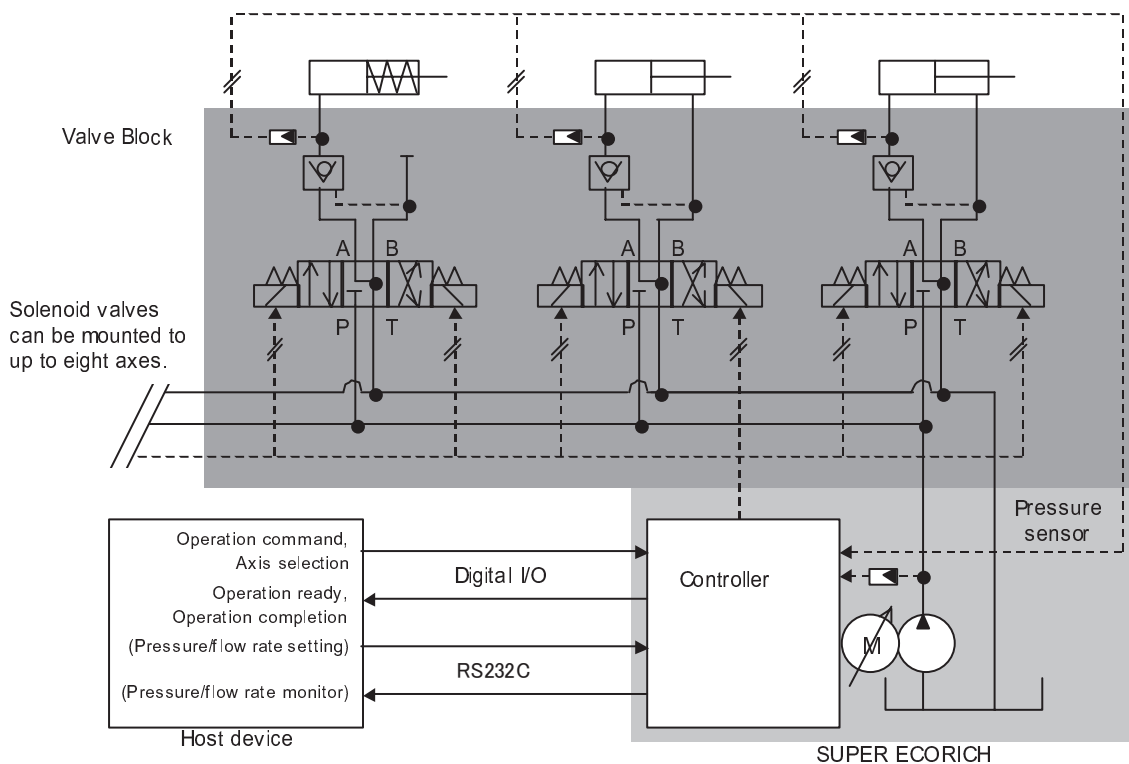 Valve Block
A B
A B
A B
Solenoid valves
can be mounted to
up to eight axes.
P T
P T
P T
Pressure
sensor
Operation command,
Axis selection
Digital I/O
Controller
Operation ready,
Operation completion
(Pressure/flow rate setting)
M
RS232C
(Pressure/flow rate monitor)
Host device
SUPER ECORICH